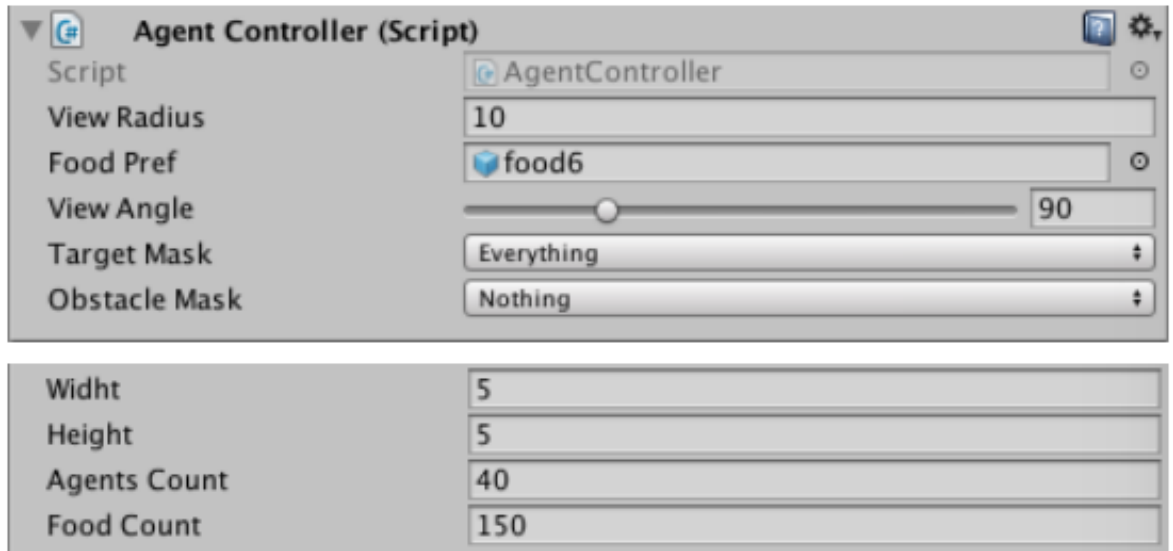 Agent Controller (Script)
Script AgentController
View Radius 10
Food Pref food6
View Angle 90
Target Mask Everything
Obstacle Mask Nothing
Widht 5
Height 5
Agents Count 40
Food Count 150